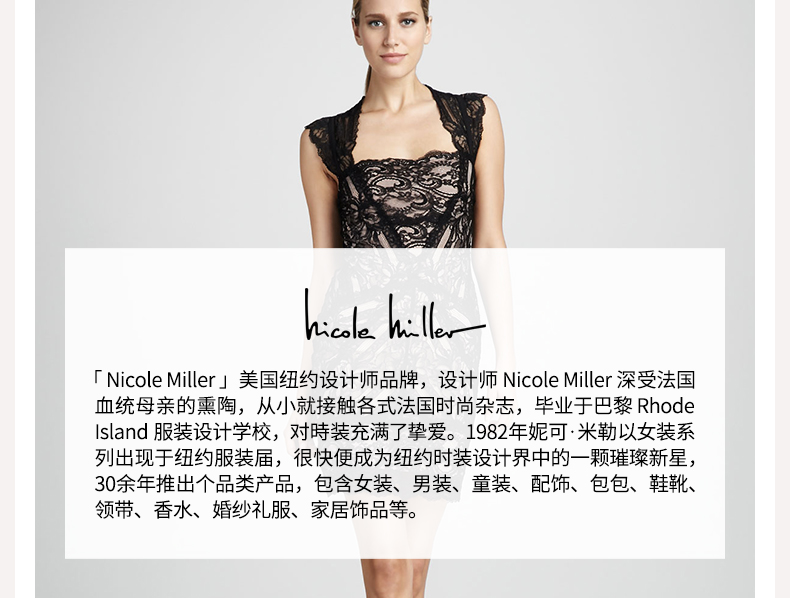 Nicole Miller
「 Nicole Miller 」美国纽约设计师品牌，设计师 Nicole Miller 深受法国
血统母亲的熏陶，从小就接触各式法国时尚杂志，毕业于巴黎 Rhode
Island 服装设计学校，对時装充满了挚爱。1982年妮可·米勒以女装系
列出现于纽约服装届，很快便成为纽约时装设计界中的一颗璀璨新星，
30余年推出个品类产品，包含女装、男装、童装、配饰、包包、鞋靴、
领带、香水、婚纱礼服、家居饰品等。